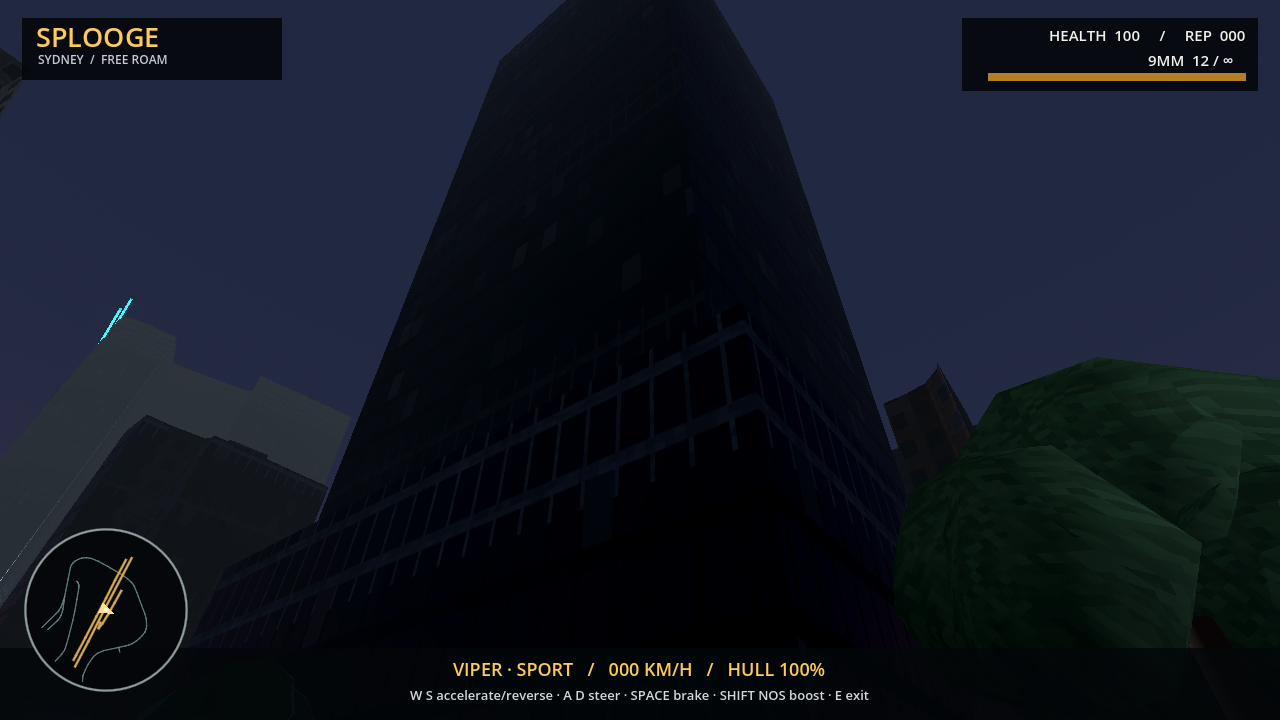 SPLOOGE
SYDNEY / FREE ROAM
HEALTH 100 / REP 000
9MM 12 / ∞
VIPER · SPORT / 000 KM/H / HULL 100%
W S accelerate/reverse · A D steer · SPACE brake · SHIFT NOS boost · E exit